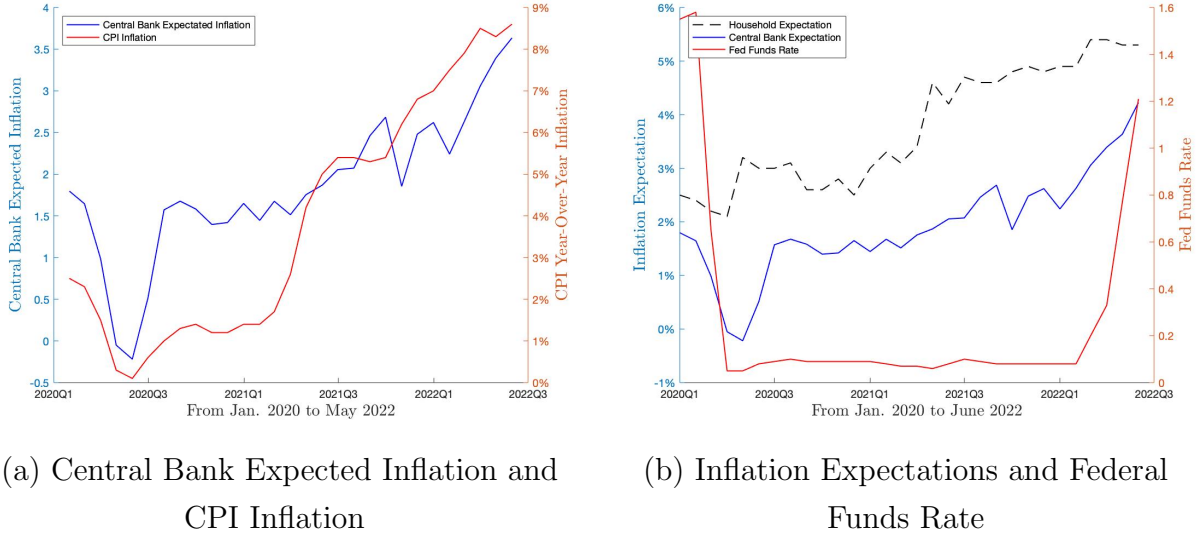 Central Bank Expectated Inflation
CPI Inflation
4
3.5
3
2.5
2
1.5
1
0.5
0
-0.5
Central Bank Expected Inflation
9%
8%
7%
6%
5%
4%
3%
2%
1%
0%
CPI Year-Over-Year Inflation
2020Q1 2020Q3 2021Q1 2021Q3 2022Q1 2022Q3
From Jan. 2020 to May 2022
(a) Central Bank Expected Inflation and
CPI Inflation
Household Expectation
Central Bank Expectation
Fed Funds Rate
6%
5%
4%
3%
2%
1%
0%
-1%
Inflation Expectation
1.6
1.4
1.2
1
0.8
0.6
0.4
0.2
0
Fed Funds Rate
2020Q1 2020Q3 2021Q1 2021Q3 2022Q1 2022Q3
From Jan. 2020 to June 2022
(b) Inflation Expectations and Federal
Funds Rate